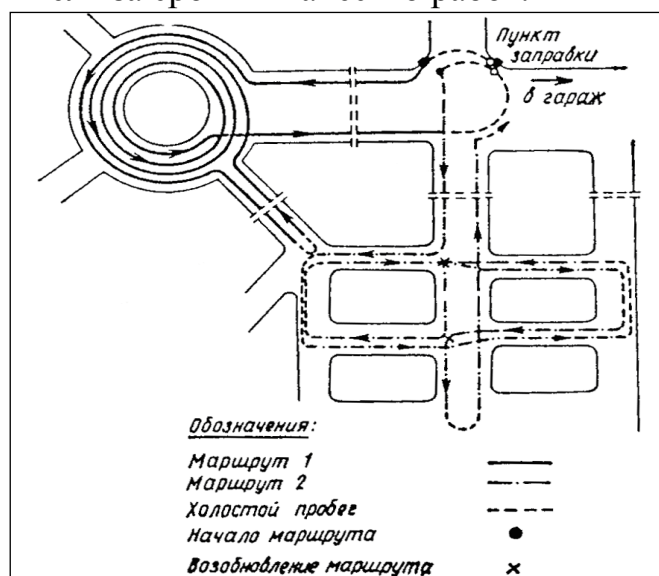 Пункт
заправки
в гараж
Обозначения:
Маршрут 1
Маршрут 2
Холостой пробег
Начало маршрута
Возобновление маршрута